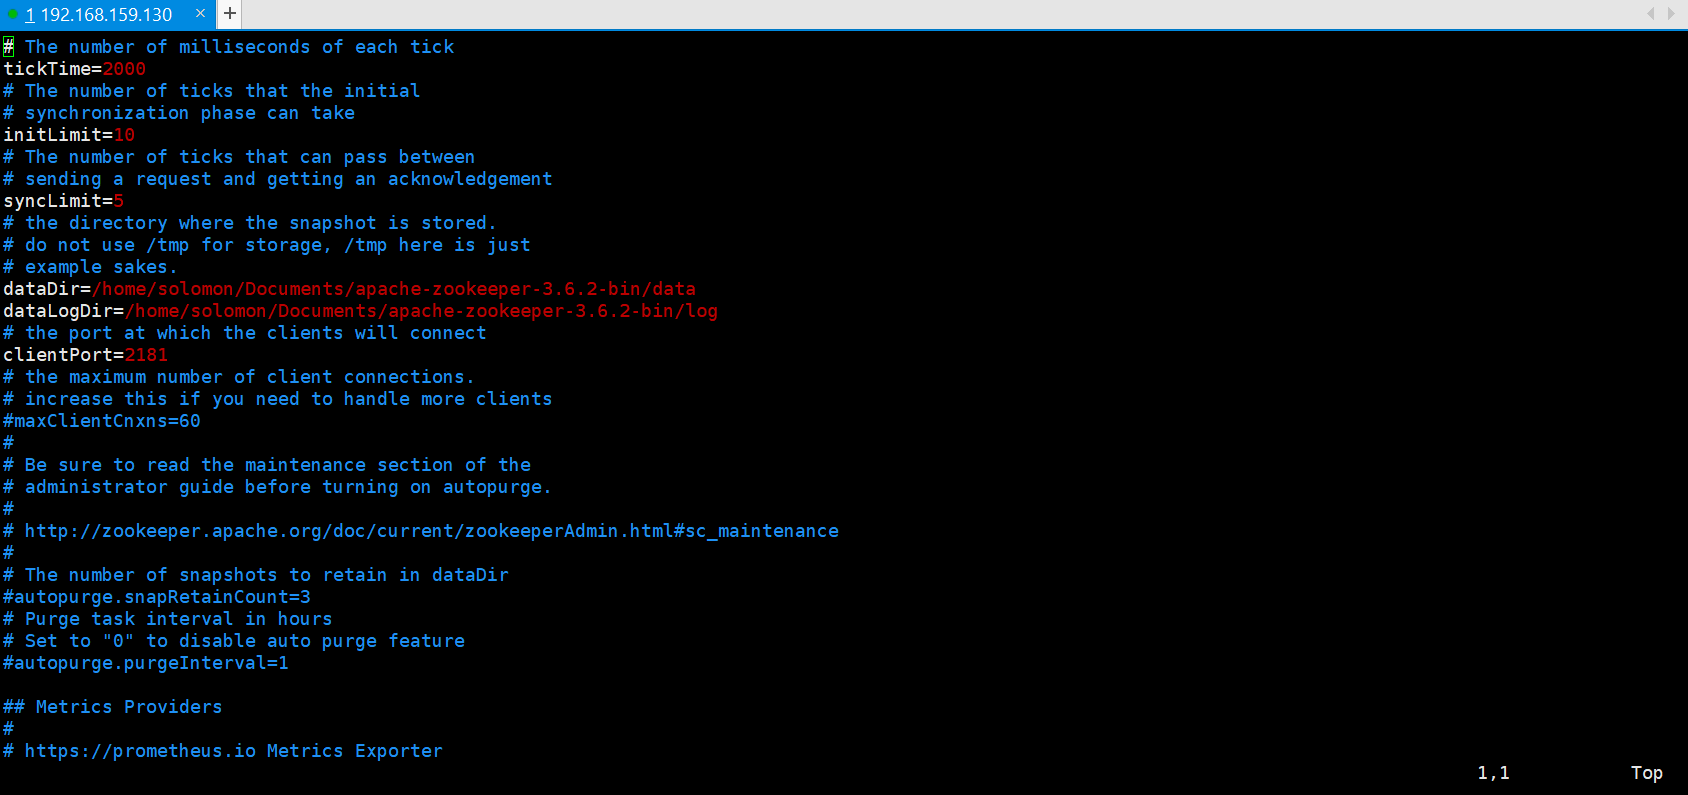 1 192.168.159.130 × +
# The number of milliseconds of each tick
tickTime=2000
# The number of ticks that the initial
# synchronization phase can take
initLimit=10
# The number of ticks that can pass between
# sending a request and getting an acknowledgement
syncLimit=5
# the directory where the snapshot is stored.
# do not use /tmp for storage, /tmp here is just
# example sakes.
dataDir=/home/solomon/Documents/apache-zookeeper-3.6.2-bin/data
dataLogDir=/home/solomon/Documents/apache-zookeeper-3.6.2-bin/log
# the port at which the clients will connect
clientPort=2181
# the maximum number of client connections.
# increase this if you need to handle more clients
#maxClientCnxns=60
#
# Be sure to read the maintenance section of the
# administrator guide before turning on autopurge.
#
# http://zookeeper.apache.org/doc/current/zookeeperAdmin.html#sc_maintenance
#
# The number of snapshots to retain in dataDir
#autopurge.snapRetainCount=3
# Purge task interval in hours
# Set to "0" to disable auto purge feature
#autopurge.purgeInterval=1

## Metrics Providers
#
# https://prometheus.io Metrics Exporter
1,1 Top